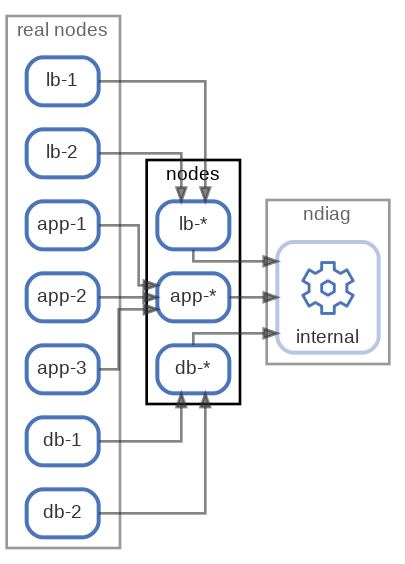 real nodes
lb-1
lb-2
app-1
app-2
app-3
db-1
db-2
nodes
lb-*
app-*
db-*
ndiag
internal